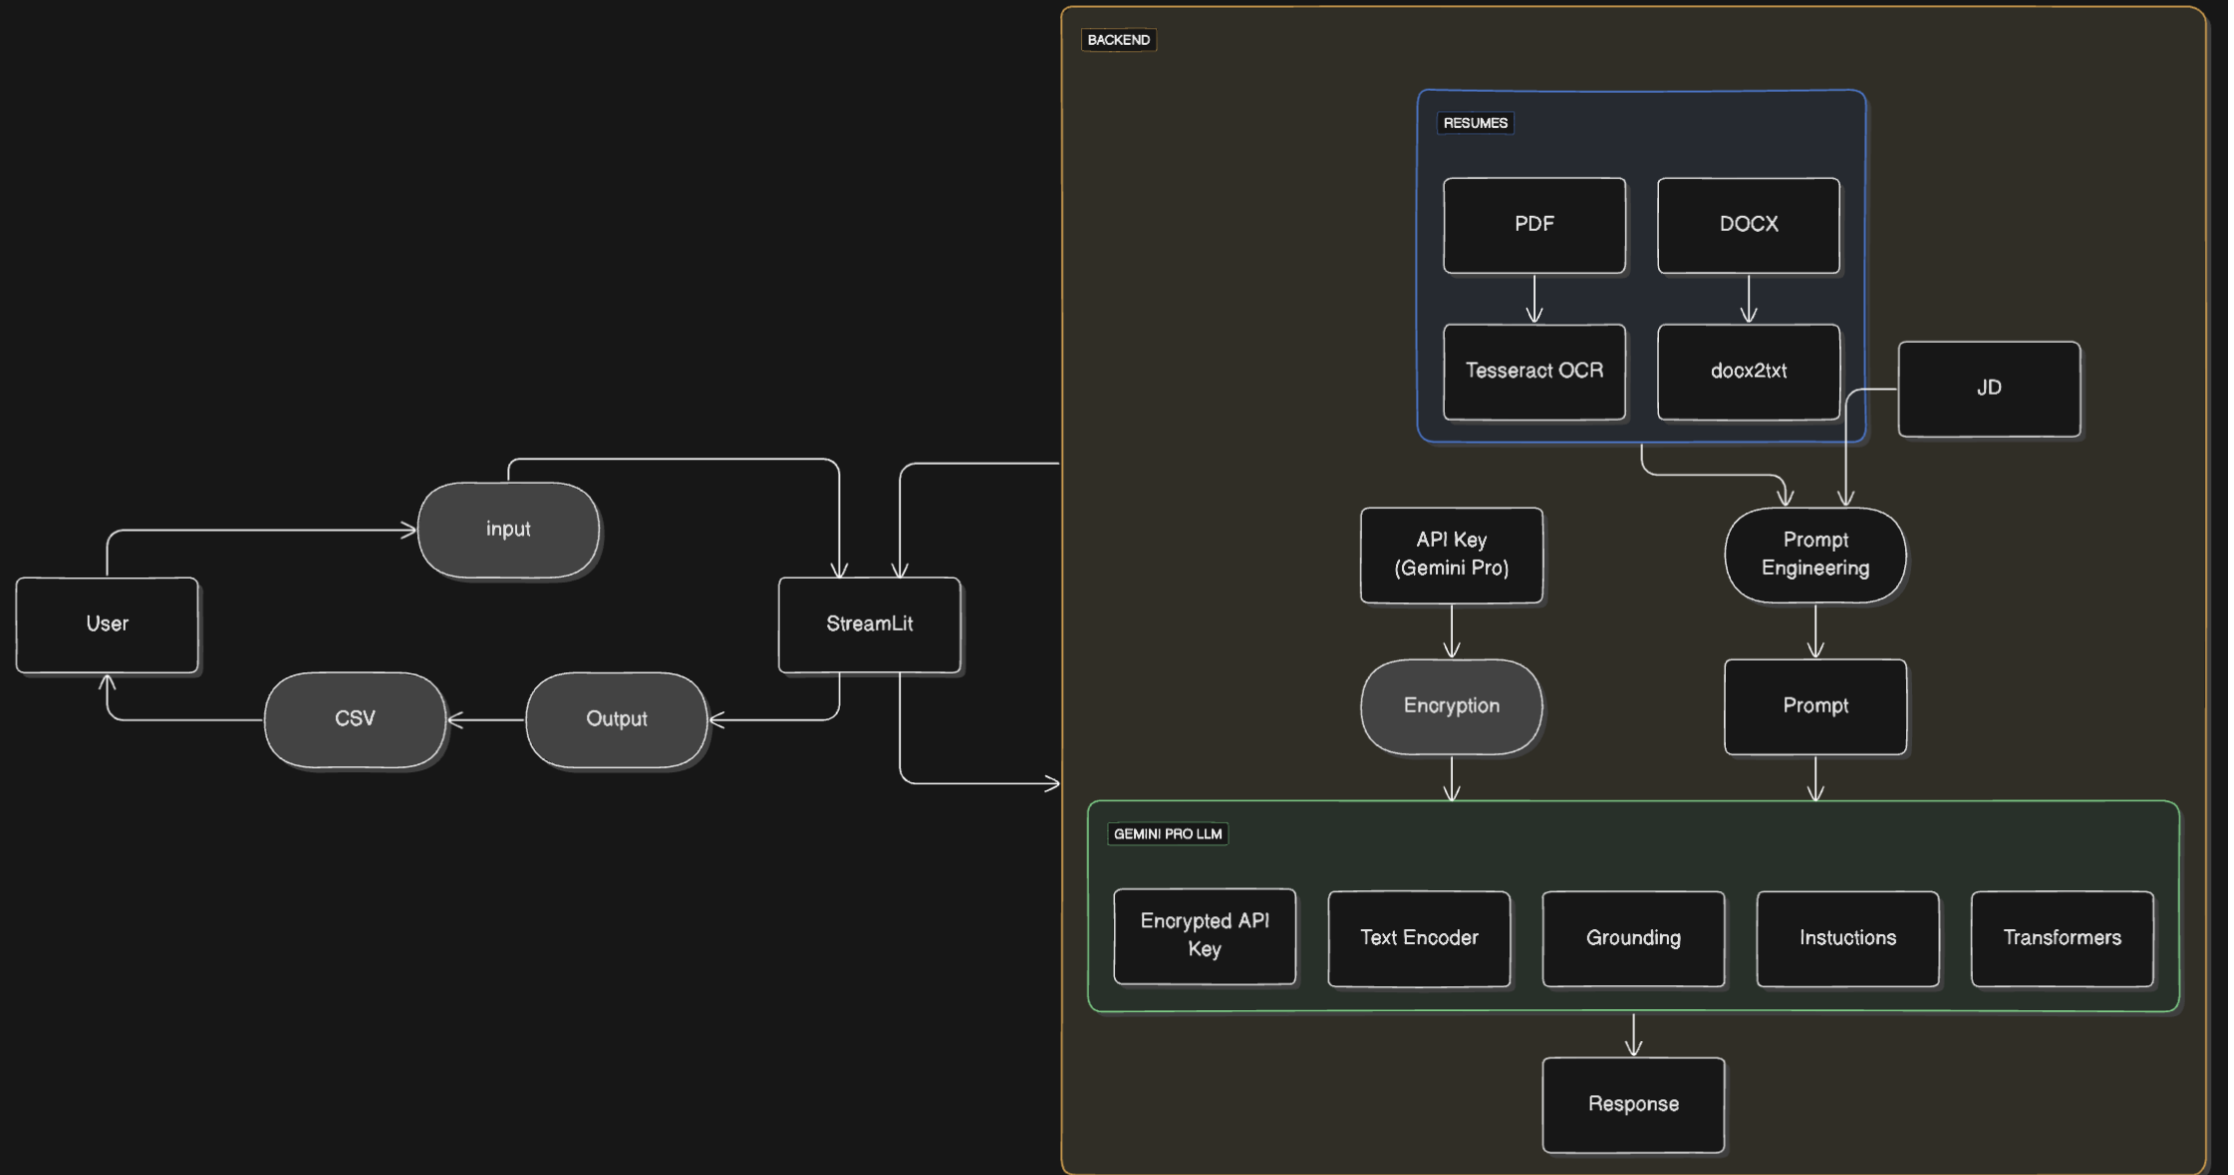 BACKEND
RESUMES
PDF
DOCX
Tesseract OCR
docx2txt
JD
input
User
StreamLit
CSV
Output
API Key
(Gemini Pro)
Prompt
Engineering
Encryption
Prompt
GEMINI PRO LLM
Encrypted API
Key
Text Encoder
Grounding
Instuctions
Transformers
Response